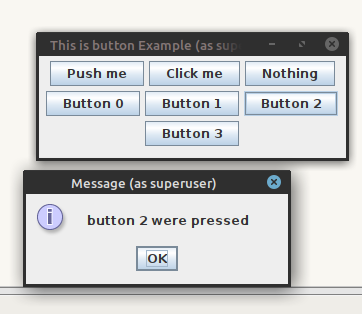 This is button Example (as supe
Push me Click me Nothing
Button 0 Button 1 Button 2
Button 3
Message (as superuser)
button 2 were pressed
OK